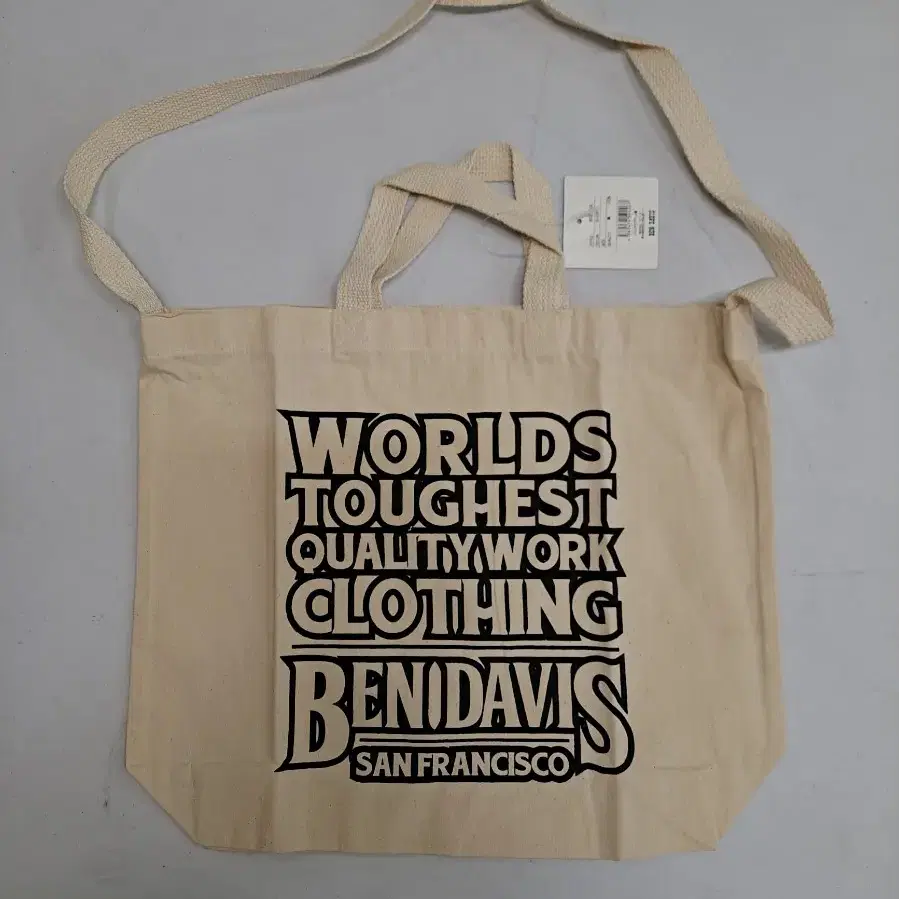 WORLDS
TOUGHEST
QUALITY WORK
CLOTHING
BEN DAVIS
SAN FRANCISCO